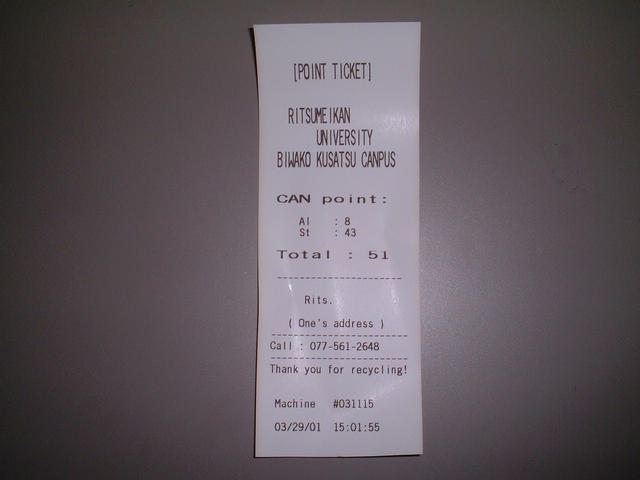 [POINT TICKET]
RITSUMEIKAN
UNIVERSITY
BIWAKO KUSATSU CANPUS
CAN point:
Al : 8
St : 43
Total : 51
Rits.
( One's address )
Call : 077-561-2648
Thank you for recycling!
Machine #031115
03/29/01 15:01:55